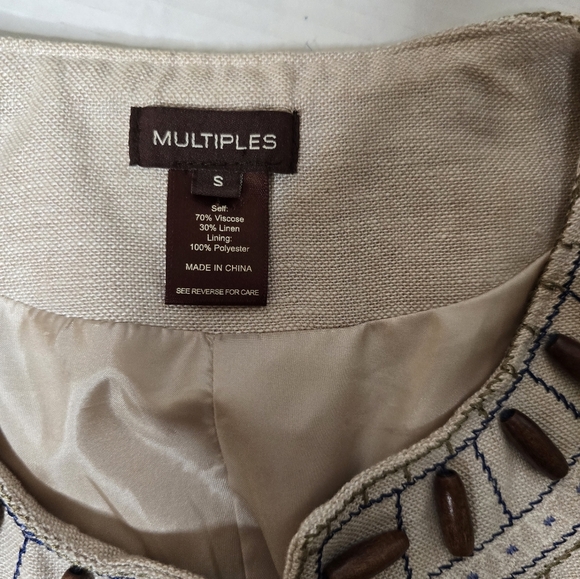 MULTIPLES
S
Self:
70% Viscose
30% Linen
Lining:
100% Polyester
MADE IN CHINA
SEE REVERSE FOR CARE